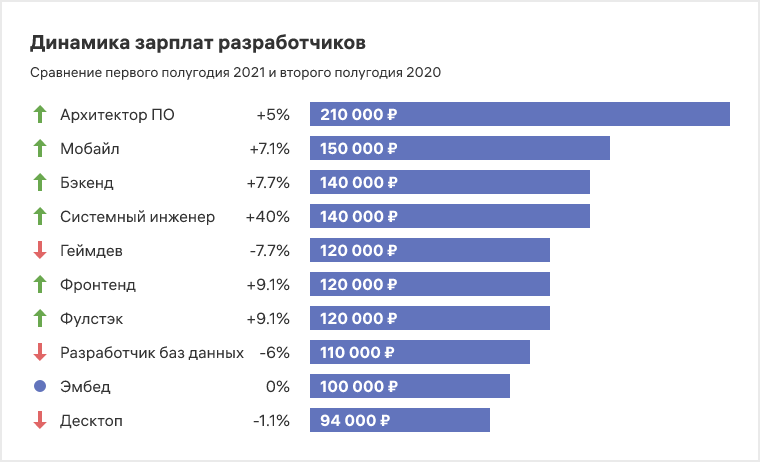 Динамика зарплат разработчиков
Сравнение первого полугодия 2021 и второго полугодия 2020
Архитектор ПО +5% 210 000 ₽
Мобайл +7.1% 150 000 ₽
Бэкенд +7.7% 140 000 ₽
Системный инженер +40% 140 000 ₽
Геймдев -7.7% 120 000 ₽
Фронтенд +9.1% 120 000 ₽
Фулстэк +9.1% 120 000 ₽
Разработчик баз данных -6% 110 000 ₽
Эмбед 0% 100 000 ₽
Десктоп -1.1% 94 000 ₽